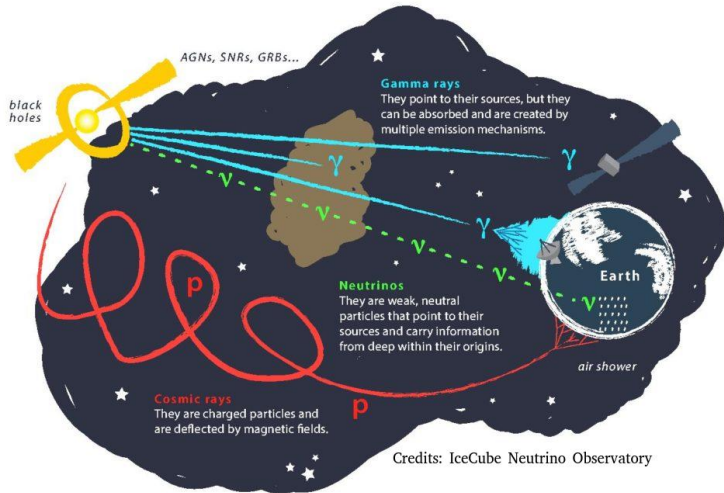 AGNs, SNRs, GRBs...
black
holes
Gamma rays
They point to their sources, but they
can be absorbed and are created by
multiple emission mechanisms.
γ
γ
ν
ν
ν
γ
ν
ν
Earth
ν
Neutrinos
They are weak, neutral
particles that point to their
sources and carry information
from deep within their origins.
p
air shower
Cosmic rays
They are charged particles and
are deflected by magnetic fields.
p
Credits: IceCube Neutrino Observatory